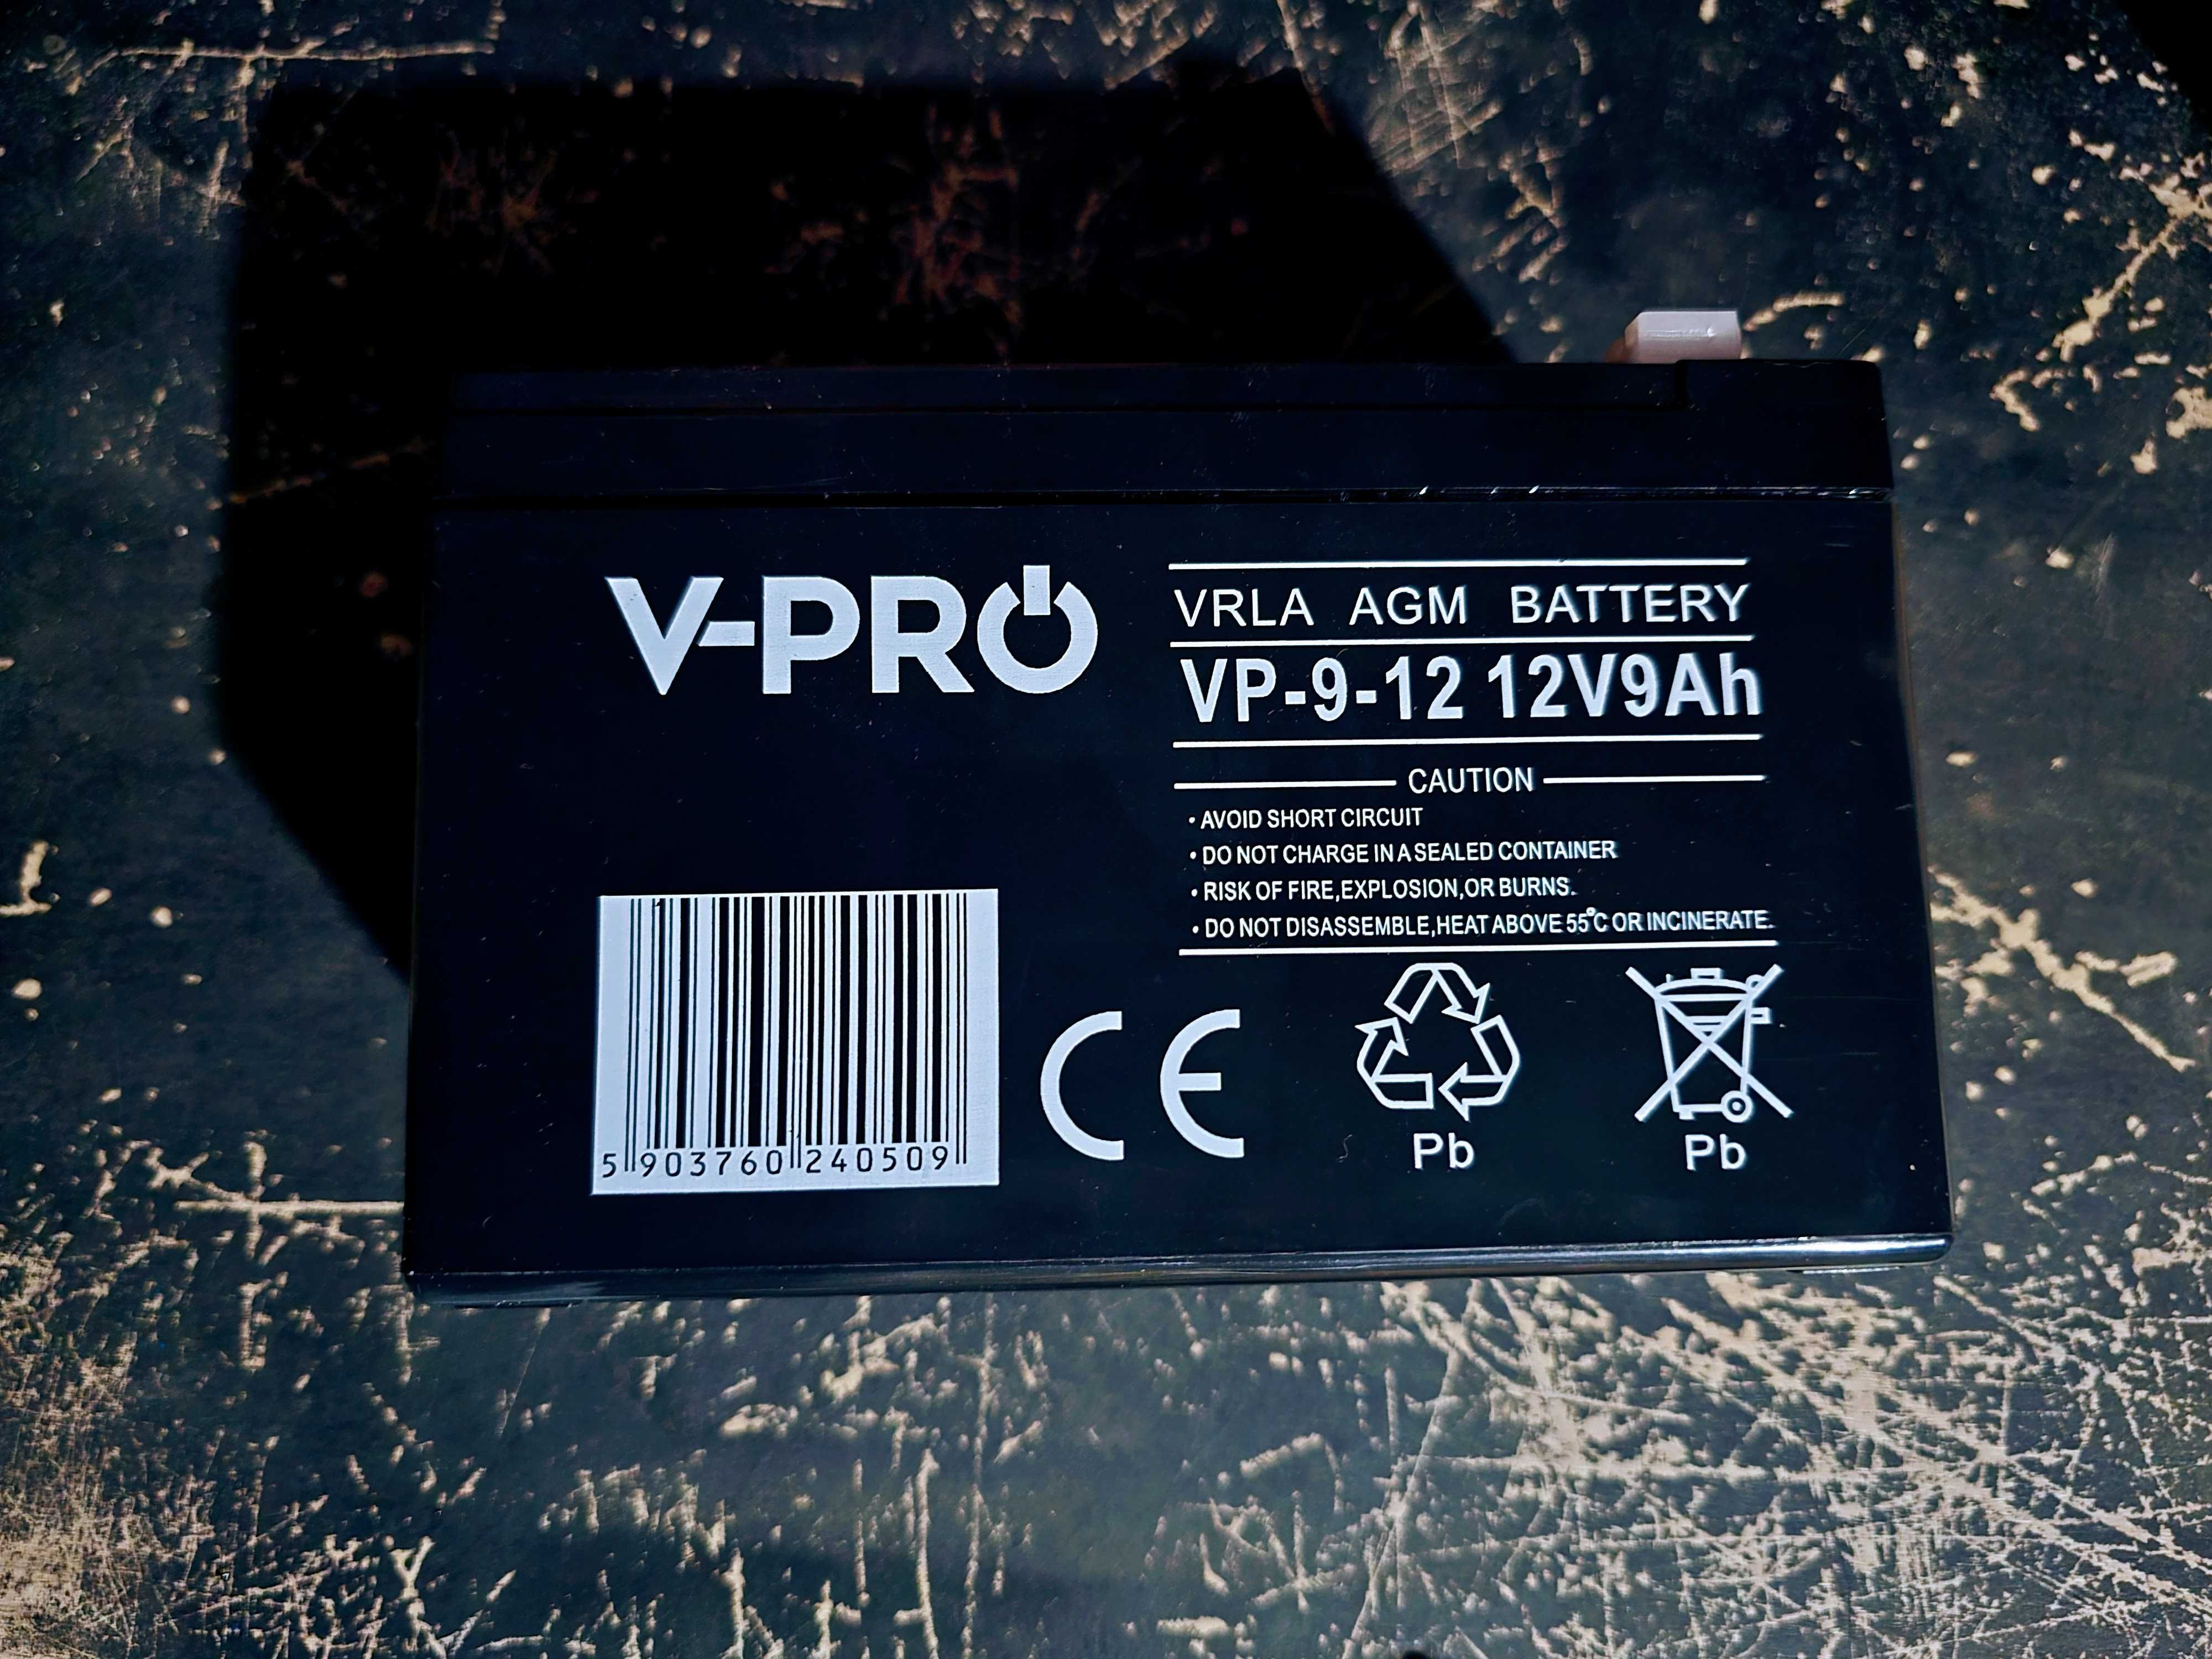 V-PRO
VRLA AGM BATTERY
VP-9-12 12V9Ah
CAUTION
• AVOID SHORT CIRCUIT
• DO NOT CHARGE IN A SEALED CONTAINER
• RISK OF FIRE,EXPLOSION,OR BURNS.
• DO NOT DISASSEMBLE,HEAT ABOVE 55°C OR INCINERATE.
5 903760 240509
CE
Pb
Pb